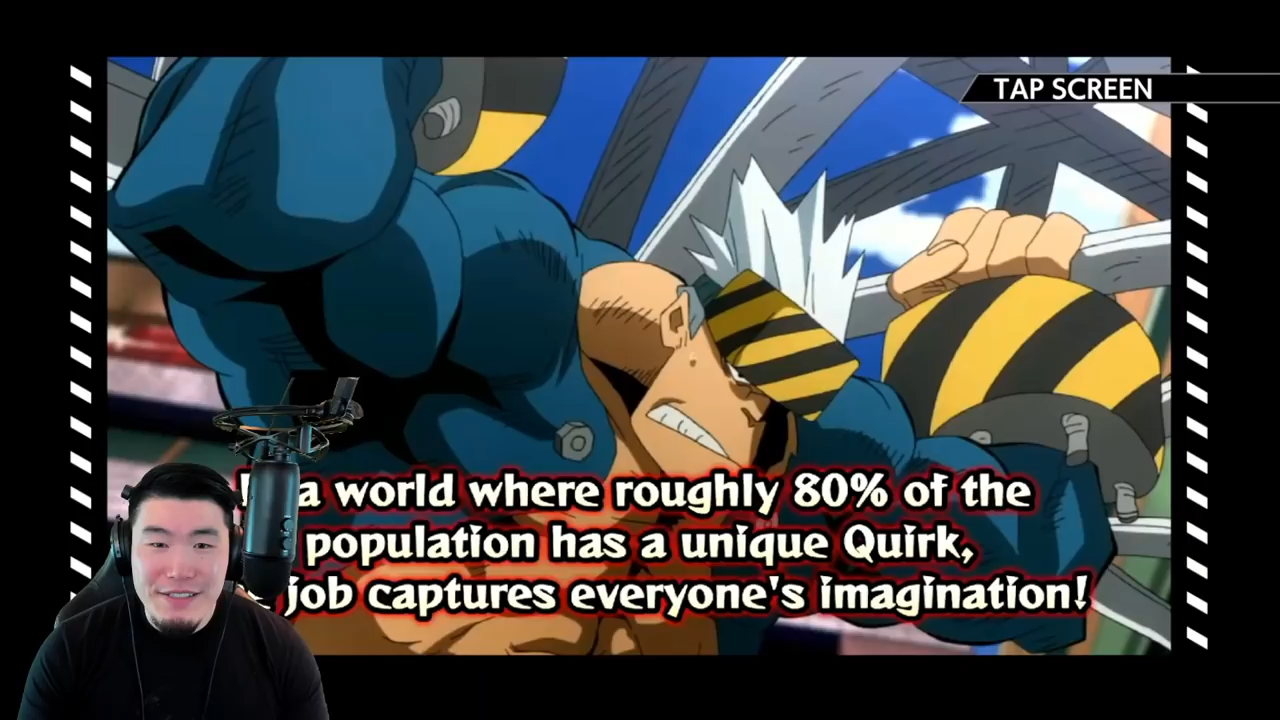 TAP SCREEN
a world where roughly 80% of the
population has a unique Quirk,
job captures everyone's imagination!